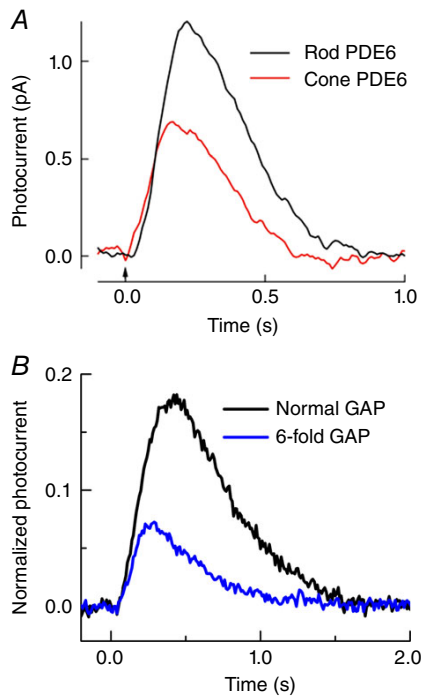 A
Photocurrent (pA)
1.0
0.5
0.0
Rod PDE6
Cone PDE6
0.0 0.5 1.0
Time (s)
B
Normalized photocurrent
0.2
0.1
0.0
Normal GAP
6-fold GAP
0.0 1.0 2.0
Time (s)